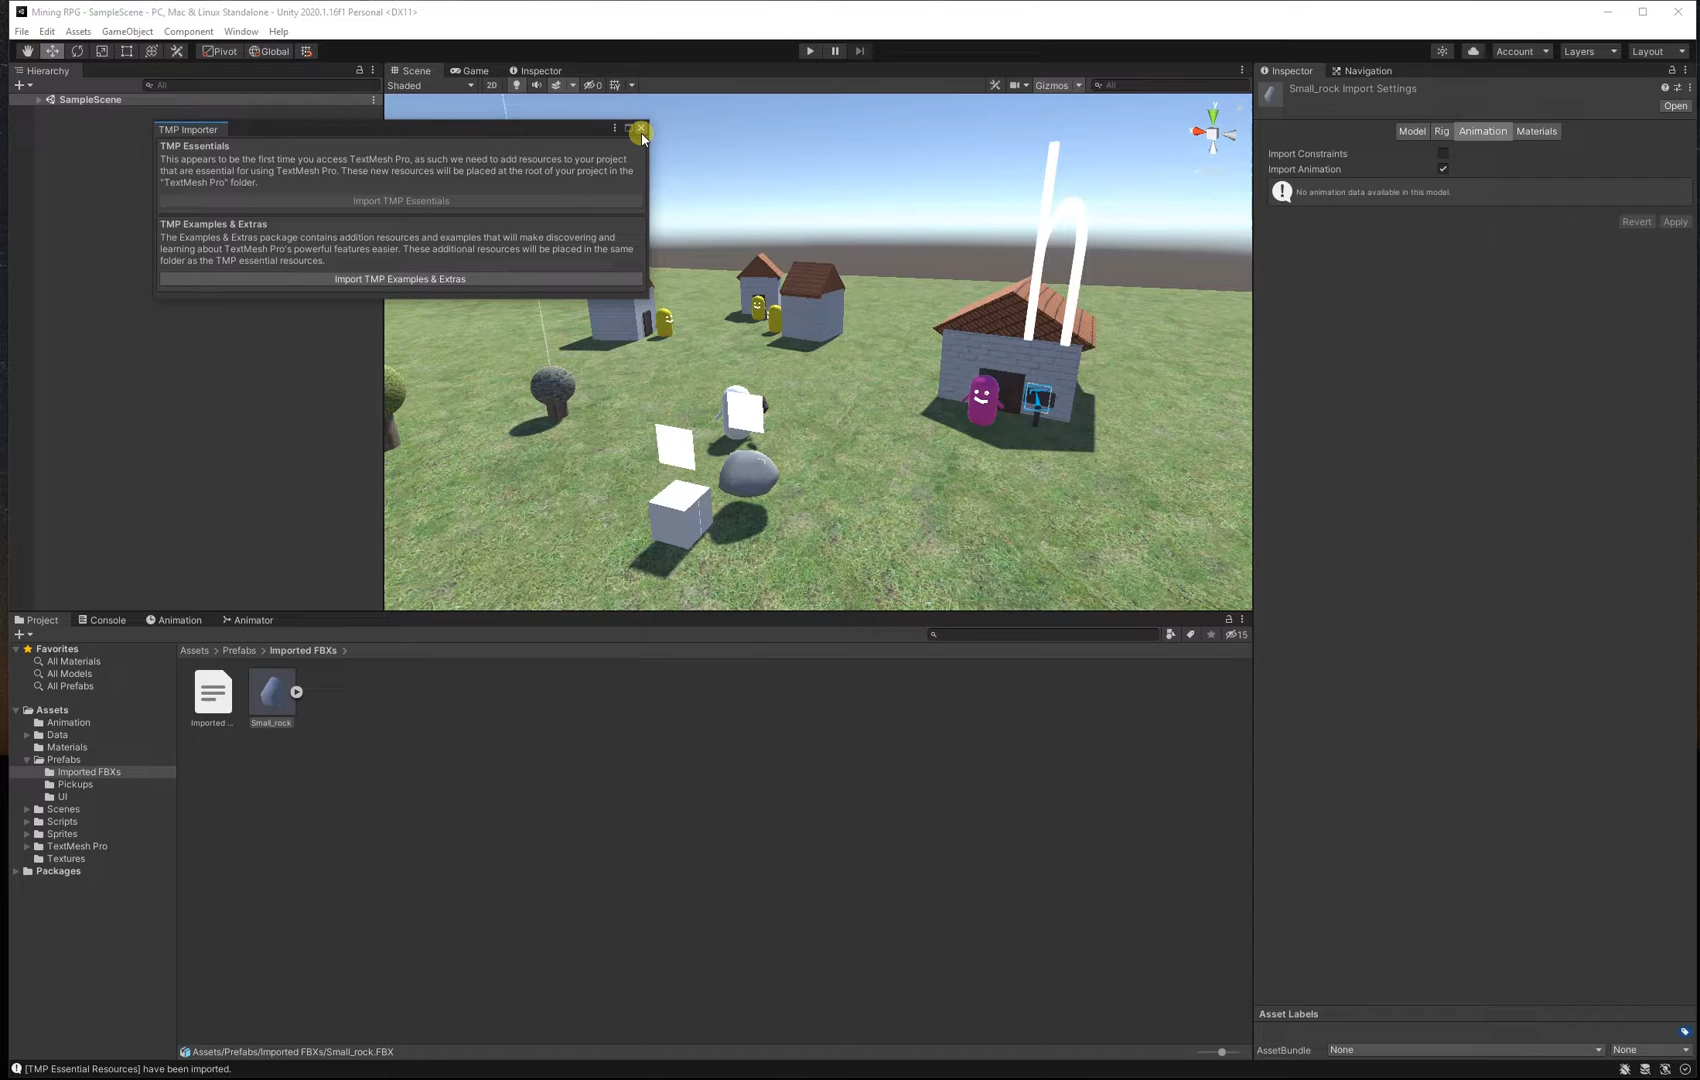 Mining RPG - SampleScene - PC, Mac & Linux Standalone - Unity 2020.1.16f1 Personal <DX11>
File Edit Assets GameObject Component Window Help
Pivot Global Account Layers Layout
Hierarchy Scene Game Inspector Inspector Navigation
All Shaded 2D 0 Gizmos All Small_rock Import Settings
SampleScene
Open
TMP Importer
Model Rig Animation Materials
TMP Essentials
This appears to be the first time you access TextMesh Pro, as such we need to add resources to your project
that are essential for using TextMesh Pro. These new resources will be placed at the root of your project in the
"TextMesh Pro" folder.
Import TMP Essentials
TMP Examples & Extras
The Examples & Extras package contains addition resources and examples that will make discovering and
learning about TextMesh Pro's powerful features easier. These additional resources will be placed in the same
folder as the TMP essential resources.
Import TMP Examples & Extras
y
h
Import Constraints
Import Animation
No animation data available in this model.
Revert Apply
Project Console Animation Animator
15
Favorites
All Materials
All Models
All Prefabs
Assets
Animation
Data
Materials
Prefabs
Imported FBXs
Pickups
UI
Scenes
Scripts
Sprites
TextMesh Pro
Textures
Packages
Assets > Prefabs > Imported FBXs >
Imported ... Small_rock
Assets/Prefabs/Imported FBXs/Small_rock.FBX
Asset Labels
AssetBundle None None
[TMP Essential Resources] have been imported.